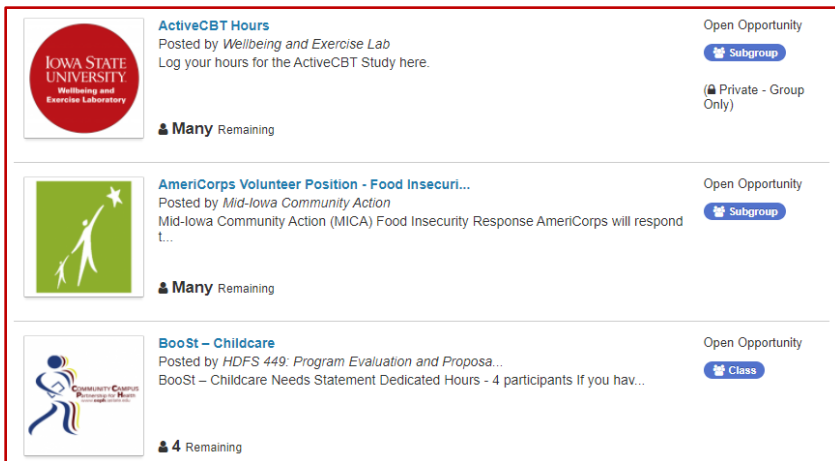 ActiveCBT Hours
Posted by Wellbeing and Exercise Lab
Log your hours for the ActiveCBT Study here.
IOWA STATE
UNIVERSITY
Wellbeing and
Exercise Laboratory
Many Remaining
Open Opportunity
Subgroup
(Private - Group
Only)
AmeriCorps Volunteer Position - Food Insecuri...
Posted by Mid-Iowa Community Action
Mid-Iowa Community Action (MICA) Food Insecurity Response AmeriCorps will respond
t...
Many Remaining
Open Opportunity
Subgroup
BooSt – Childcare
Posted by HDFS 449: Program Evaluation and Proposa...
BooSt – Childcare Needs Statement Dedicated Hours - 4 participants If you hav...
COMMUNITY CAMPUS
Partnership for Health
4 Remaining
Open Opportunity
Class